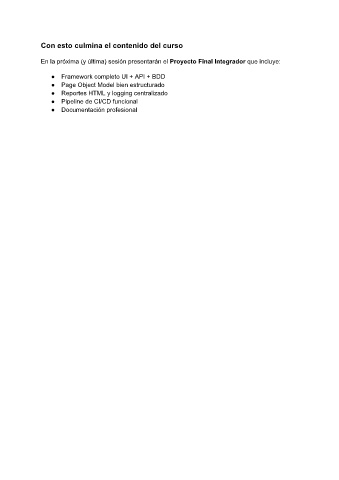 Con esto culmina el contenido del curso
En la próxima (y última) sesión presentarán el Proyecto Final Integrador que incluye:
● Framework completo UI + API + BDD
● Page Object Model bien estructurado
● Reportes HTML y logging centralizado
● Pipeline de CI/CD funcional
● Documentación profesional